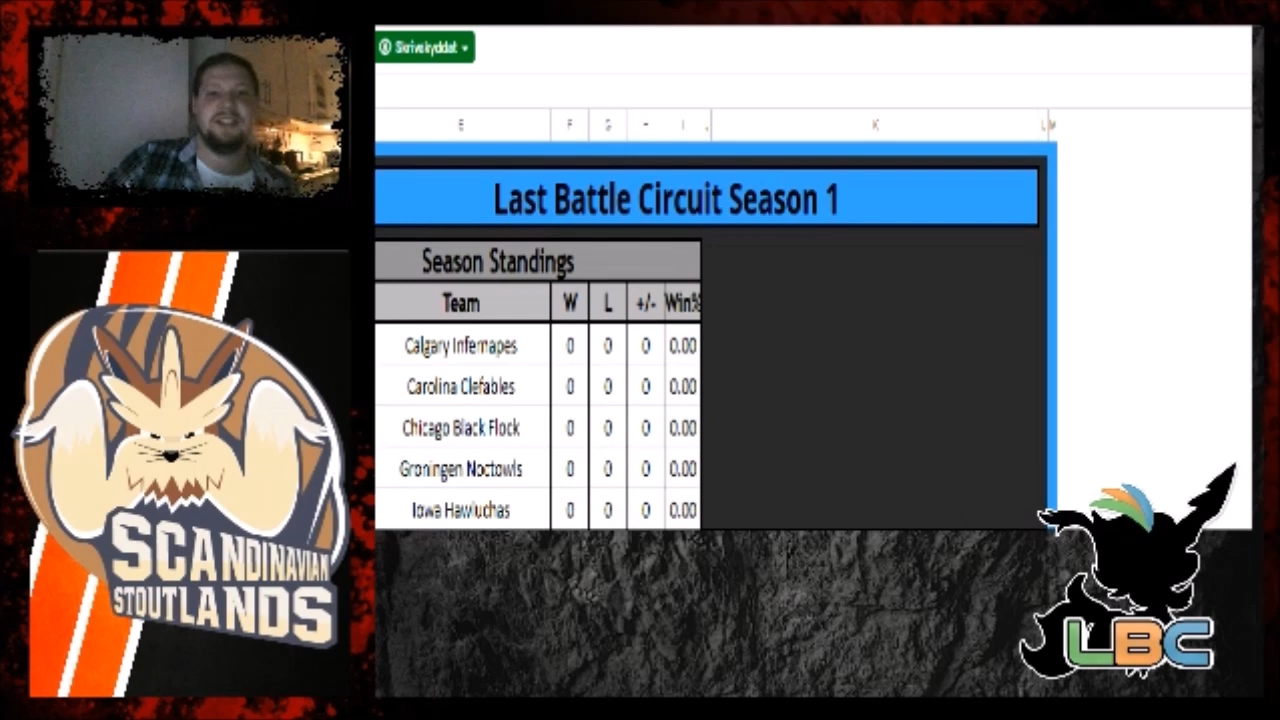 Skrivskyddat
E F G I K L M
Last Battle Circuit Season 1
Season Standings
Team W L +/- Win%
Calgary Infernapes 0 0 0 0.00
Carolina Clefables 0 0 0 0.00
Chicago Black Flock 0 0 0 0.00
Groningen Noctowls 0 0 0 0.00
Iowa Hawluchas 0 0 0 0.00
SCANDINAVIAN
STOUTLANDS
LBC